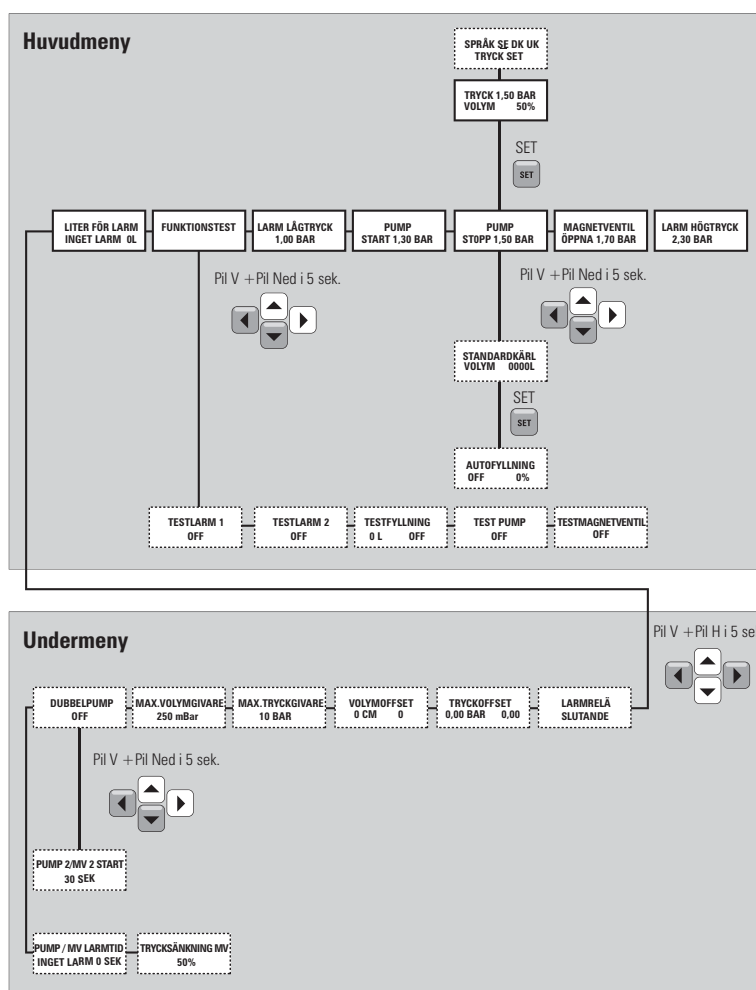 Huvudmeny
SPRÅK SE DK UK
TRYCK SET
TRYCK 1,50 BAR
VOLYM 50%
SET
SET
LITER FÖR LARM
INGET LARM 0L
FUNKTIONSTEST
LARM LÅGTRYCK
1,00 BAR
PUMP
START 1,30 BAR
PUMP
ST0PP 1,50 BAR
MAGNETVENTIL
ÖPPNA 1,70 BAR
LARM HÖGTRYCK
2,30 BAR
Pil V +Pil Ned i 5 sek.
Pil V +Pil Ned i 5 sek.
STANDARDKÄRL
VOLYM 0000L
SET
SET
AUTOFYLLNING
OFF 0%
TESTLARM 1
OFF
TESTLARM 2
OFF
TESTFYLLNING
0 L OFF
TEST PUMP
OFF
TESTMAGNETVENTIL
OFF
Undermeny
Pil V +Pil H i 5 se
DUBBELPUMP
OFF
MAX.VOLYMGIVARE
250 mBar
MAX.TRYCKGIVARE
10 BAR
VOLYMOFFSET
0 CM 0
TRYCKOFFSET
0,00 BAR 0,00
LARMRELÄ
SLUTANDE
Pil V +Pil Ned i 5 sek.
PUMP 2/MV 2 START
30 SEK
PUMP / MV LARMTID
INGET LARM 0 SEK
TRYCKSÄNKNING MV
50%